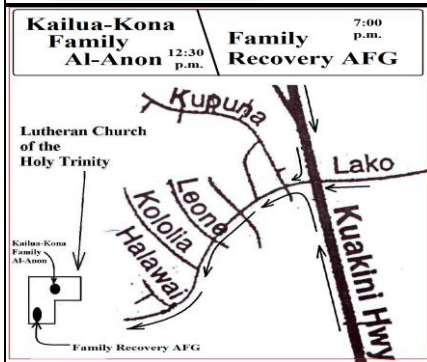 Kailua-Kona
Family
Al-Anon 12:30 p.m.
7:00 p.m.
Family
Recovery AFG
Kupuna
Lutheran Church
of the
Holy Trinity
Lako
Leone
Kololia
Halawai
Kuakini Hwy
Kailua-Kona
Family
Al-Anon
Family Recovery AFG